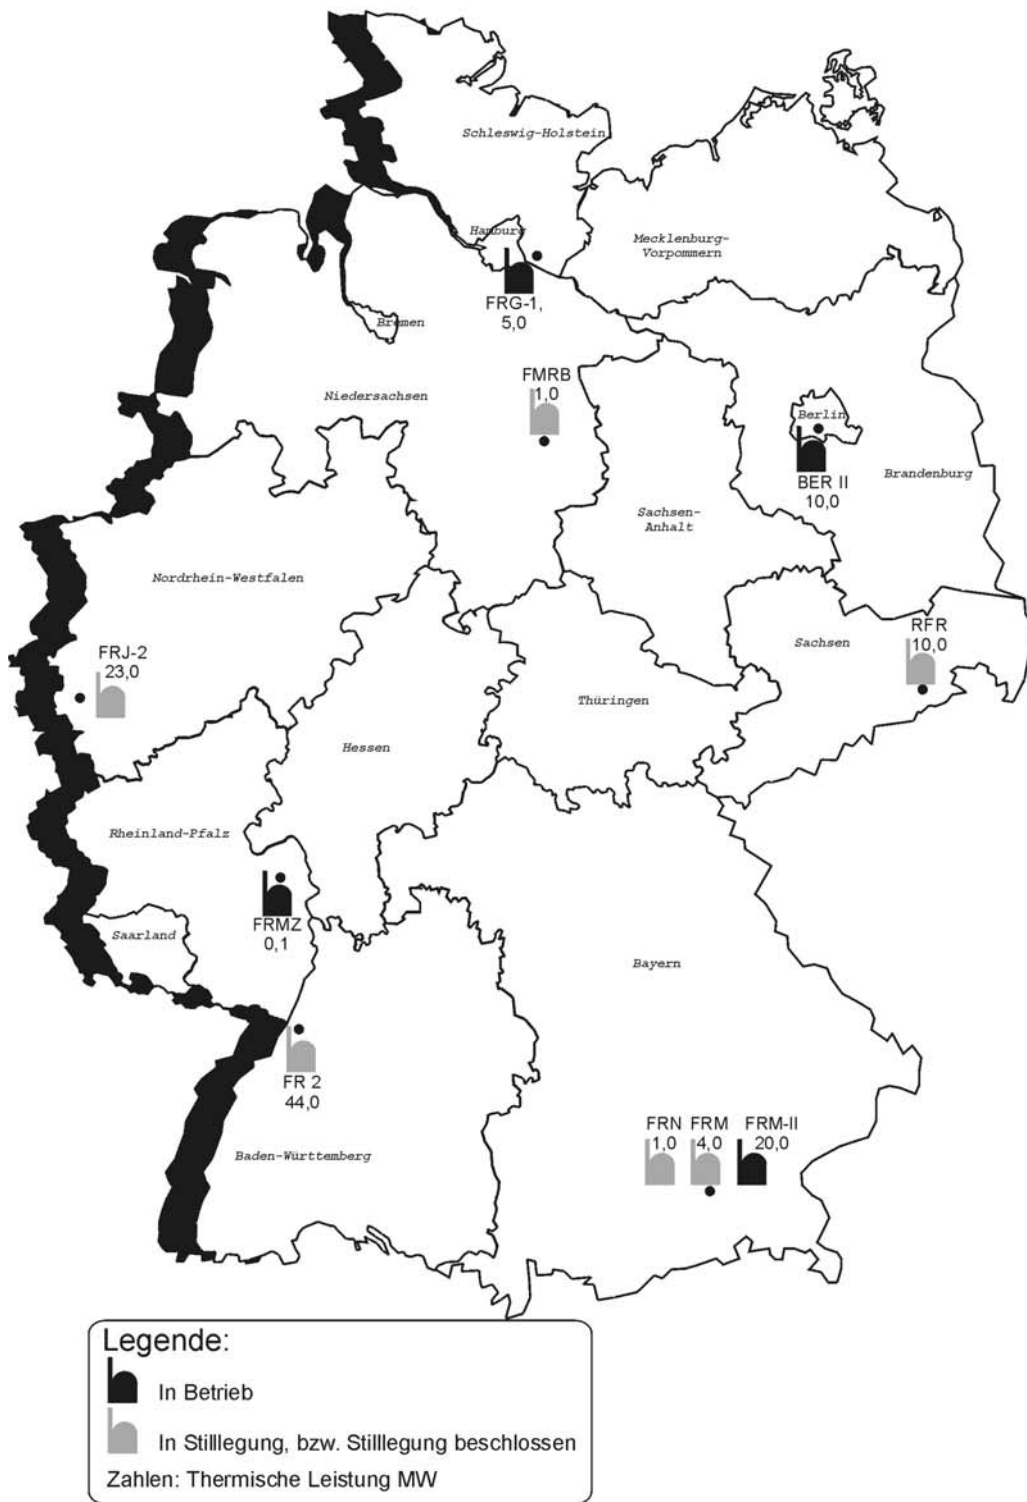 Schleswig-Holstein
Hamburg
Mecklenburg-
Vorpommern
FRG-1,
5,0
Bremen
FMRB
1,0
Niedersachsen
Berlin
BER II
10,0
Brandenburg
Sachsen-
Anhalt
Nordrhein-Westfalen
FRJ-2
23,0
Sachsen
RFR
10,0
Thüringen
Hessen
Rheinland-Pfalz
FRMZ
0,1
Saarland
Bayern
FR 2
44,0
FRN FRM FRM-II
1,0 4,0 20,0
Baden-Württemberg
Legende:
In Betrieb
In Stilllegung, bzw. Stilllegung beschlossen
Zahlen: Thermische Leistung MW